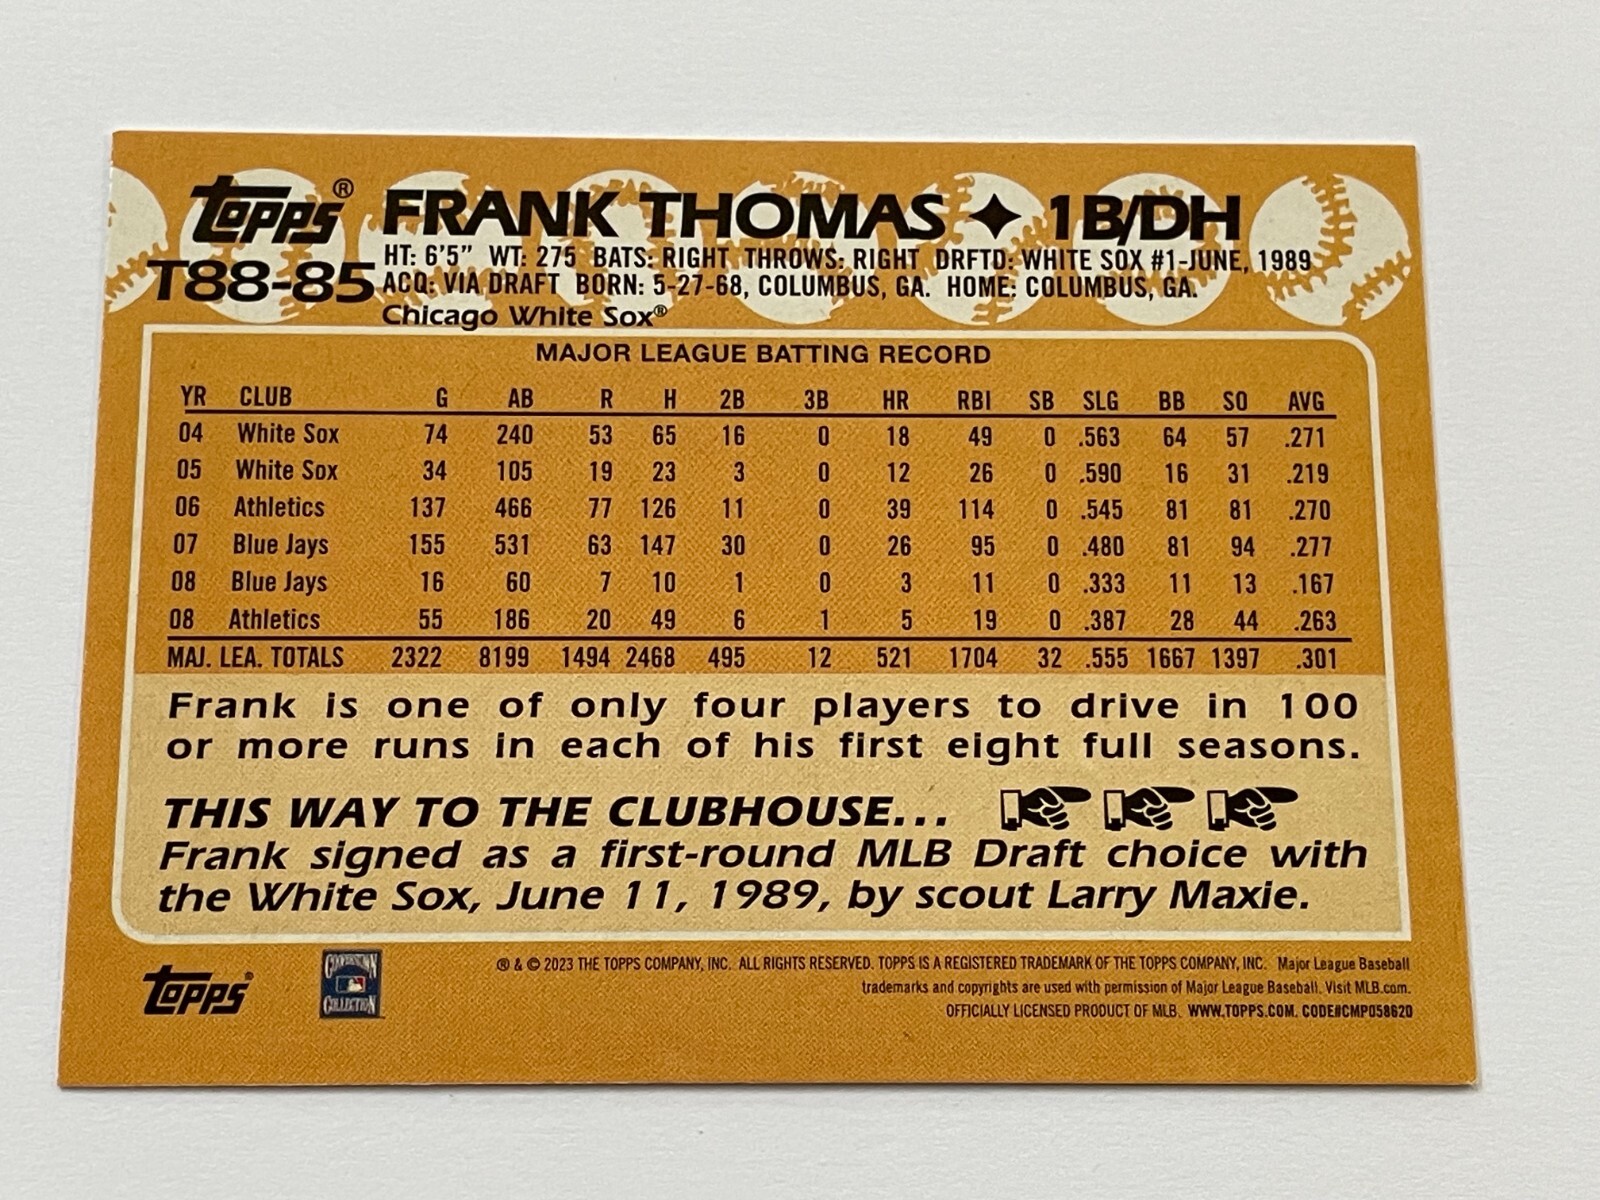 Topps® FRANK THOMAS ✦ 1B/DH
T88-85
HT: 6'5" WT: 275 BATS: RIGHT THROWS: RIGHT DRFTD: WHITE SOX #1-JUNE, 1989
ACQ: VIA DRAFT BORN: 5-27-68, COLUMBUS, GA. HOME: COLUMBUS, GA.
Chicago White Sox®
MAJOR LEAGUE BATTING RECORD
YR CLUB G AB R H 2B 3B HR RBI SB SLG BB SO AVG
04 White Sox 74 240 53 65 16 0 18 49 0 .563 64 57 .271
05 White Sox 34 105 19 23 3 0 12 26 0 .590 16 31 .219
06 Athletics 137 466 77 126 11 0 39 114 0 .545 81 81 .270
07 Blue Jays 155 531 63 147 30 0 26 95 0 .480 81 94 .277
08 Blue Jays 16 60 7 10 1 0 3 11 0 .333 11 13 .167
08 Athletics 55 186 20 49 6 1 5 19 0 .387 28 44 .263
MAJ. LEA. TOTALS 2322 8199 1494 2468 495 12 521 1704 32 .555 1667 1397 .301
Frank is one of only four players to drive in 100
or more runs in each of his first eight full seasons.
THIS WAY TO THE CLUBHOUSE...
Frank signed as a first-round MLB Draft choice with
the White Sox, June 11, 1989, by scout Larry Maxie.
Topps®
COOPERSTOWN
COLLECTION
® & © 2023 THE TOPPS COMPANY, INC. ALL RIGHTS RESERVED. TOPPS IS A REGISTERED TRADEMARK OF THE TOPPS COMPANY, INC. Major League Baseball
trademarks and copyrights are used with permission of Major League Baseball. Visit MLB.com.
OFFICIALLY LICENSED PRODUCT OF MLB. WWW.TOPPS.COM. CODE#CMP058620